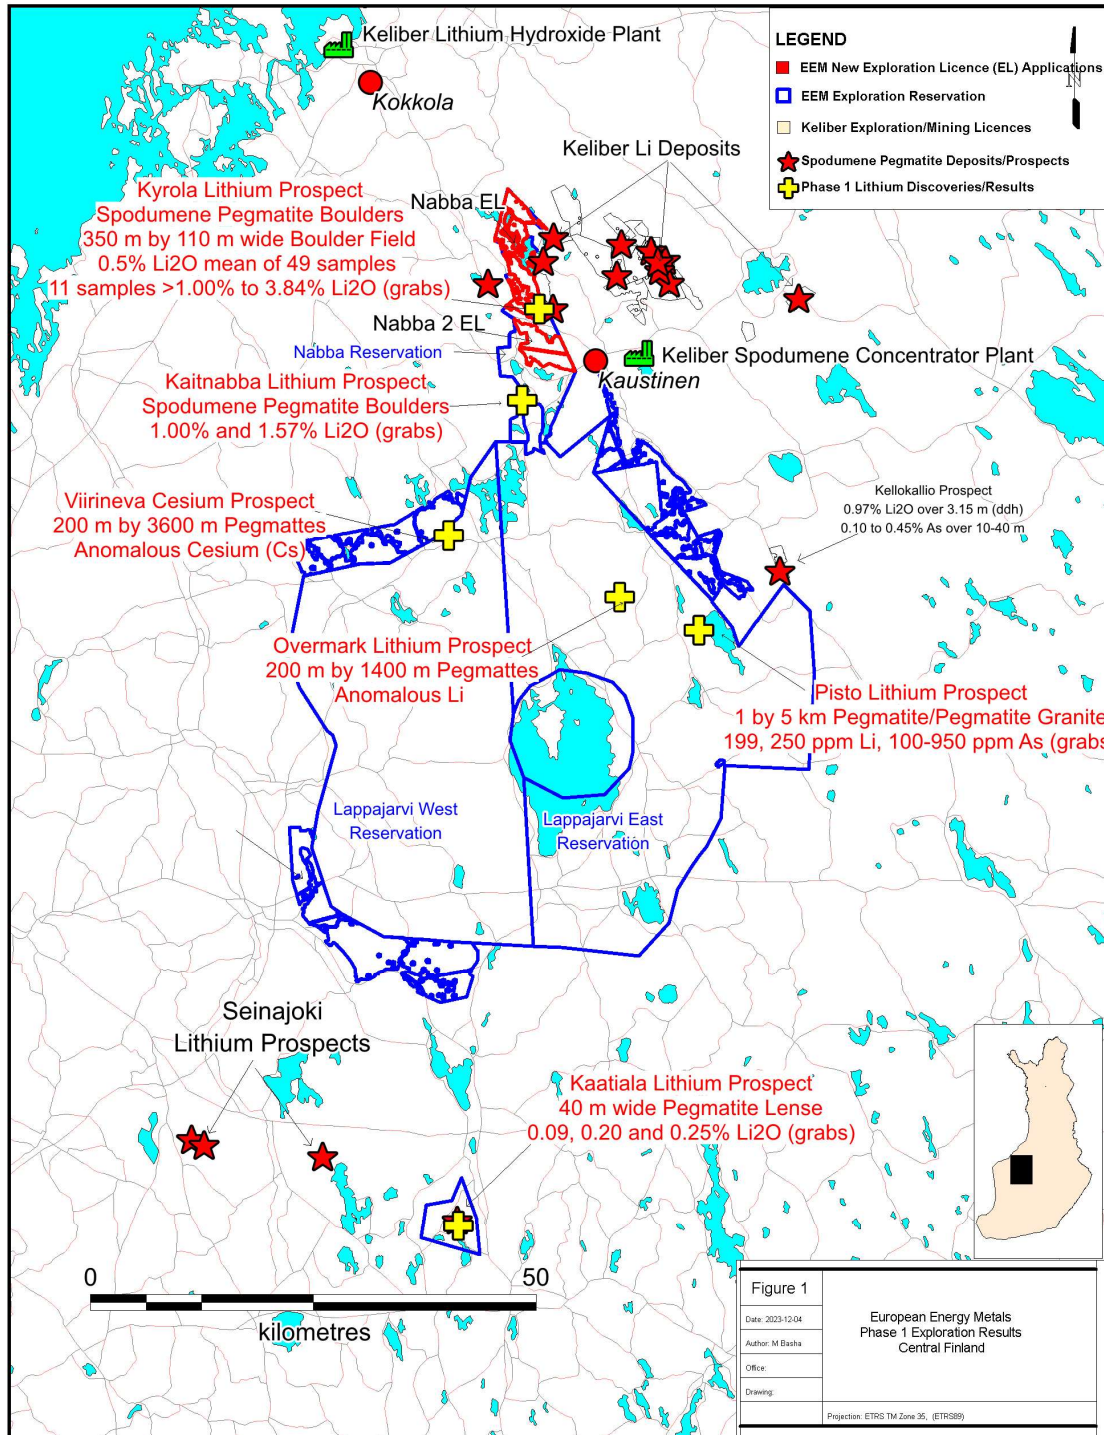 Keliber Lithium Hydroxide Plant
Kokkola
LEGEND
EEM New Exploration Licence (EL) Applications
EEM Exploration Reservation
Keliber Exploration/Mining Licences
Spodumene Pegmatite Deposits/Prospects
Phase 1 Lithium Discoveries/Results
N
Keliber Li Deposits
Kyrola Lithium Prospect
Spodumene Pegmatite Boulders
350 m by 110 m wide Boulder Field
0.5% Li2O mean of 49 samples
11 samples >1.00% to 3.84% Li2O (grabs)
Nabba EL
Nabba 2 EL
Nabba Reservation
Keliber Spodumene Concentrator Plant
Kaustinen
Kaitnabba Lithium Prospect
Spodumene Pegmatite Boulders
1.00% and 1.57% Li2O (grabs)
Viirineva Cesium Prospect
200 m by 3600 m Pegmattes
Anomalous Cesium (Cs)
Kellokallio Prospect
0.97% Li2O over 3.15 m (ddh)
0.10 to 0.45% As over 10-40 m
Overmark Lithium Prospect
200 m by 1400 m Pegmattes
Anomalous Li
Pisto Lithium Prospect
1 by 5 km Pegmatite/Pegmatite Granite
199, 250 ppm Li, 100-950 ppm As (grabs
Lappajarvi West
Reservation
Lappajarvi East
Reservation
Seinajoki
Lithium Prospects
Kaatiala Lithium Prospect
40 m wide Pegmatite Lense
0.09, 0.20 and 0.25% Li2O (grabs)
0 50
kilometres
Figure 1
Date: 2023-12-04
Author: M Basha
Office:
Drawing:
European Energy Metals
Phase 1 Exploration Results
Central Finland
Projection: ETRS TM Zone 35, (ETRS89)